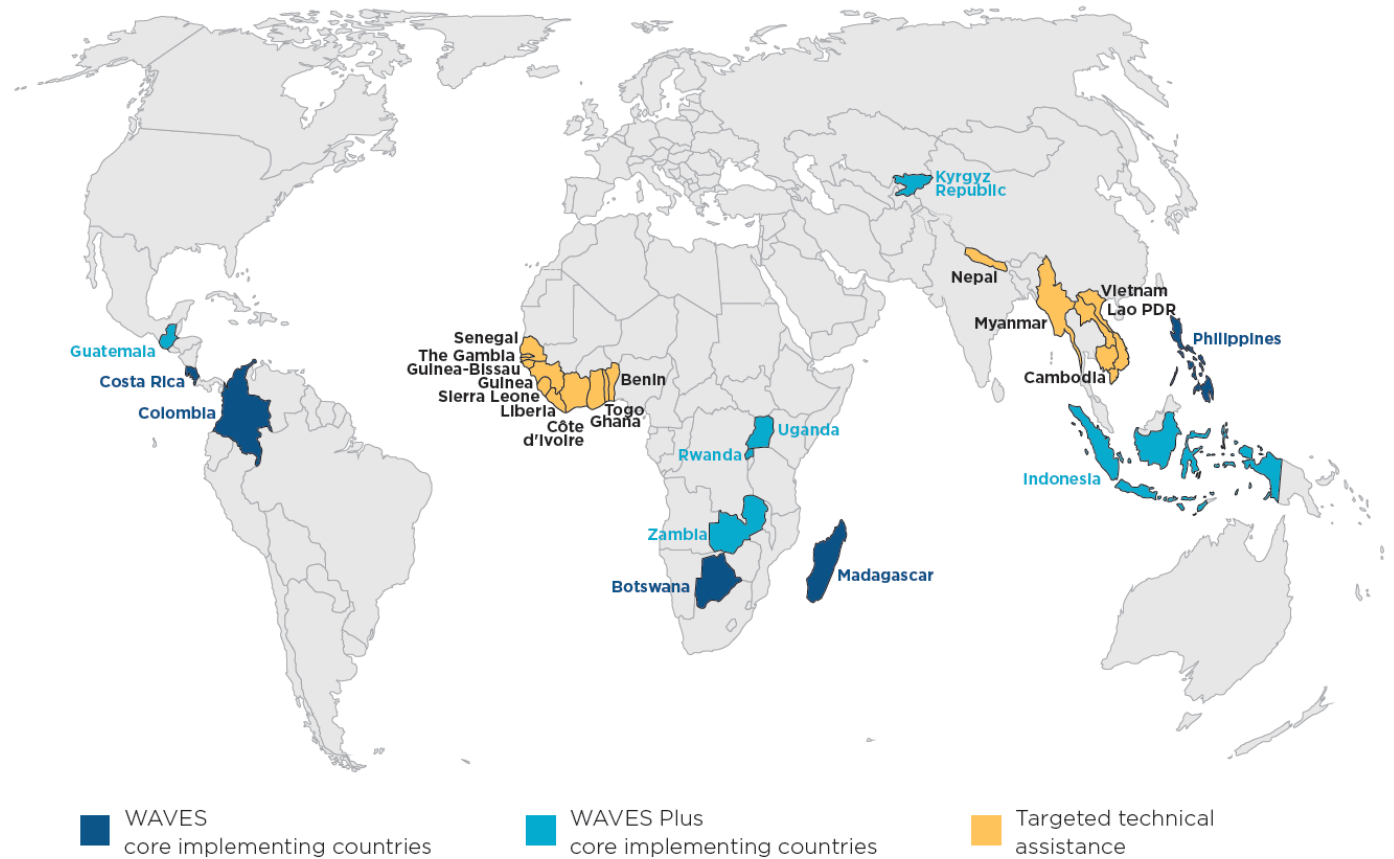 Kyrgyz
Republic
Nepal
Vietnam
Lao PDR
Myanmar
Philippines
Cambodia
Guatemala
Costa Rica
Colombia
Senegal
The Gambia
Guinea-Bissau
Guinea
Sierra Leone
Liberia
Côte
d'Ivoire
Ghana
Togo
Benin
Uganda
Rwanda
Indonesia
Zambia
Botswana
Madagascar
WAVES
core implementing countries
WAVES Plus
core implementing countries
Targeted technical
assistance